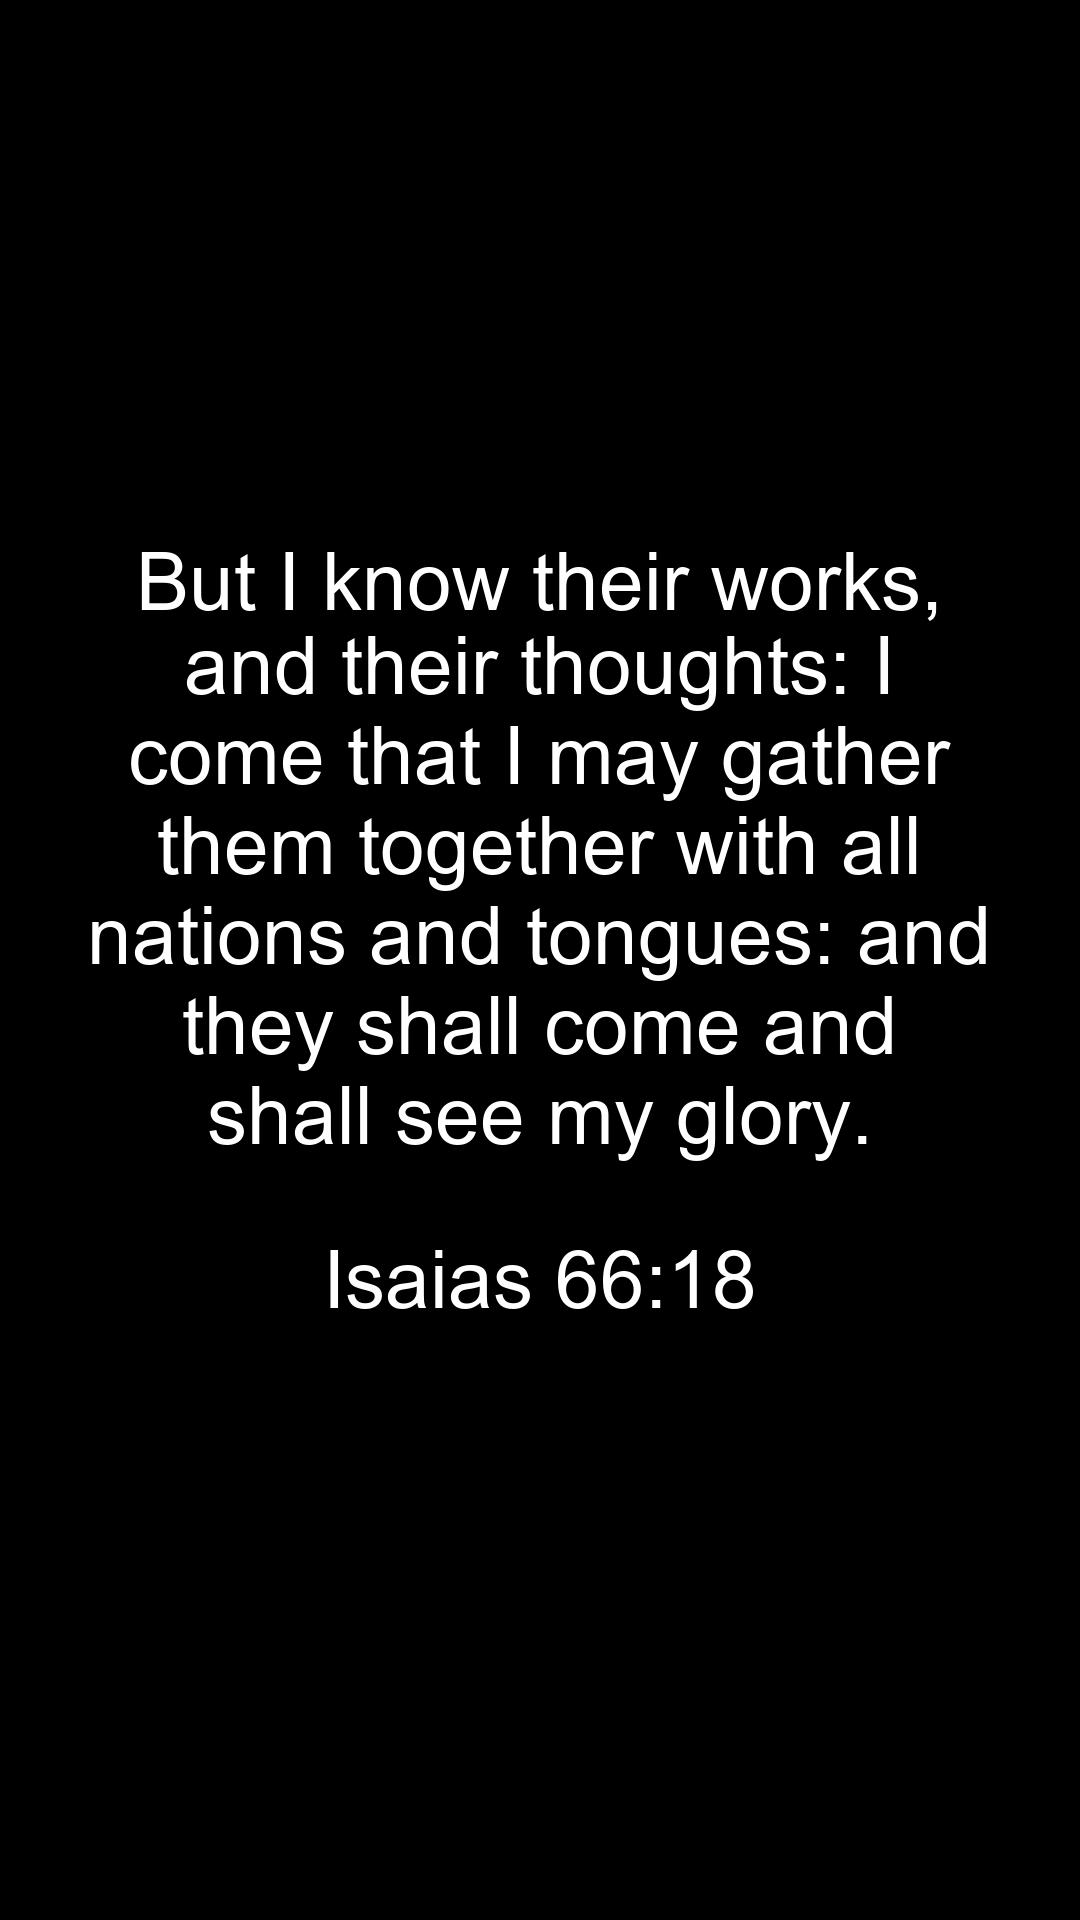 But I know their works,
and their thoughts: I
come that I may gather
them together with all
nations and tongues: and
they shall come and
shall see my glory.
Isaias 66:18